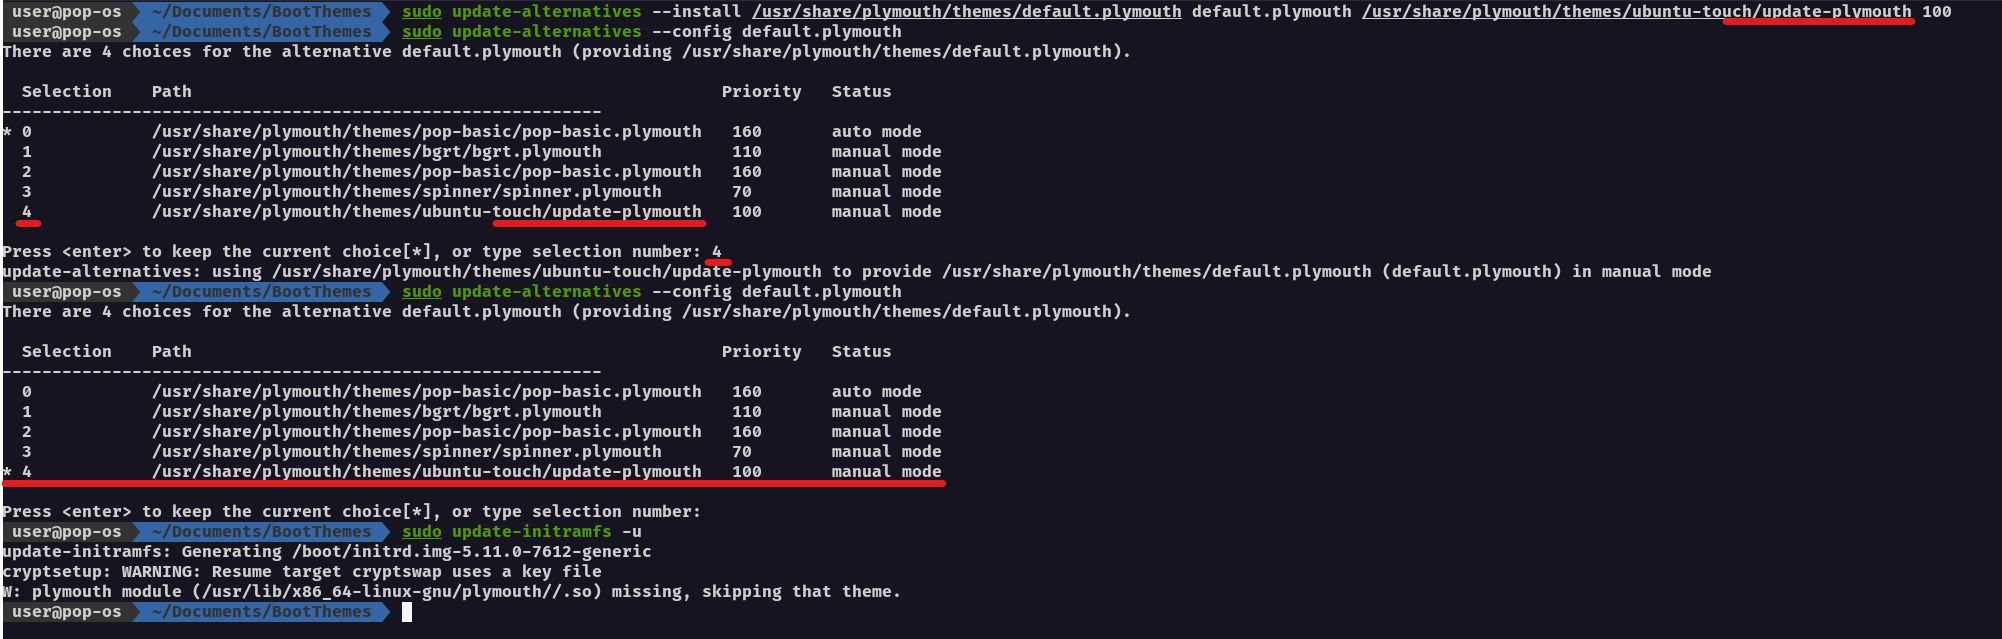 user@pop-os ~/Documents/BootThemes sudo update-alternatives --install /usr/share/plymouth/themes/default.plymouth default.plymouth /usr/share/plymouth/themes/ubuntu-touch/update-plymouth 100
user@pop-os ~/Documents/BootThemes sudo update-alternatives --config default.plymouth
There are 4 choices for the alternative default.plymouth (providing /usr/share/plymouth/themes/default.plymouth).
Selection Path Priority Status
------------------------------------------------------------
* 0 /usr/share/plymouth/themes/pop-basic/pop-basic.plymouth 160 auto mode
1 /usr/share/plymouth/themes/bgrt/bgrt.plymouth 110 manual mode
2 /usr/share/plymouth/themes/pop-basic/pop-basic.plymouth 160 manual mode
3 /usr/share/plymouth/themes/spinner/spinner.plymouth 70 manual mode
4 /usr/share/plymouth/themes/ubuntu-touch/update-plymouth 100 manual mode
Press <enter> to keep the current choice[*], or type selection number: 4
update-alternatives: using /usr/share/plymouth/themes/ubuntu-touch/update-plymouth to provide /usr/share/plymouth/themes/default.plymouth (default.plymouth) in manual mode
user@pop-os ~/Documents/BootThemes sudo update-alternatives --config default.plymouth
There are 4 choices for the alternative default.plymouth (providing /usr/share/plymouth/themes/default.plymouth).
Selection Path Priority Status
------------------------------------------------------------
0 /usr/share/plymouth/themes/pop-basic/pop-basic.plymouth 160 auto mode
1 /usr/share/plymouth/themes/bgrt/bgrt.plymouth 110 manual mode
2 /usr/share/plymouth/themes/pop-basic/pop-basic.plymouth 160 manual mode
3 /usr/share/plymouth/themes/spinner/spinner.plymouth 70 manual mode
* 4 /usr/share/plymouth/themes/ubuntu-touch/update-plymouth 100 manual mode
Press <enter> to keep the current choice[*], or type selection number:
user@pop-os ~/Documents/BootThemes sudo update-initramfs -u
update-initramfs: Generating /boot/initrd.img-5.11.0-7612-generic
cryptsetup: WARNING: Resume target cryptswap uses a key file
W: plymouth module (/usr/lib/x86_64-linux-gnu/plymouth//.so) missing, skipping that theme.
user@pop-os ~/Documents/BootThemes